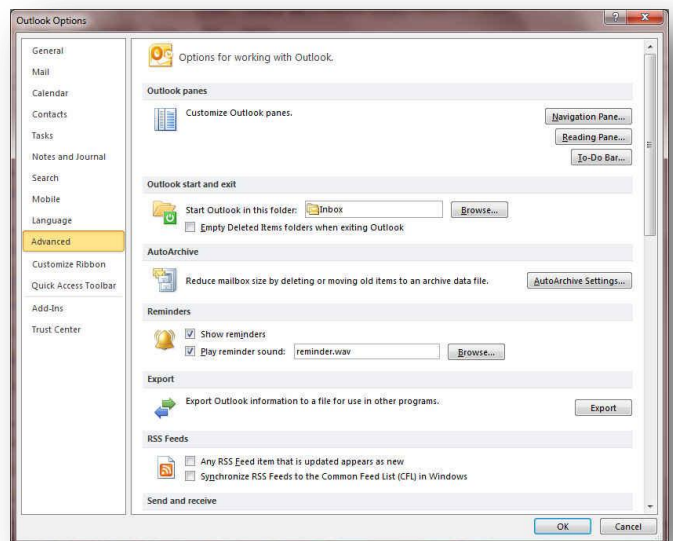 Outlook Options
General
Mail
Calendar
Contacts
Tasks
Notes and Journal
Search
Mobile
Language
Advanced
Customize Ribbon
Quick Access Toolbar
Add-Ins
Trust Center
Options for working with Outlook.
Outlook panes
Customize Outlook panes.
Navigation Pane...
Reading Pane...
To-Do Bar...
Outlook start and exit
Start Outlook in this folder: Inbox Browse...
Empty Deleted Items folders when exiting Outlook
AutoArchive
Reduce mailbox size by deleting or moving old items to an archive data file. AutoArchive Settings...
Reminders
Show reminders
Play reminder sound: reminder.wav Browse...
Export
Export Outlook information to a file for use in other programs. Export
RSS Feeds
Any RSS Feed item that is updated appears as new
Synchronize RSS Feeds to the Common Feed List (CFL) in Windows
Send and receive
OK Cancel